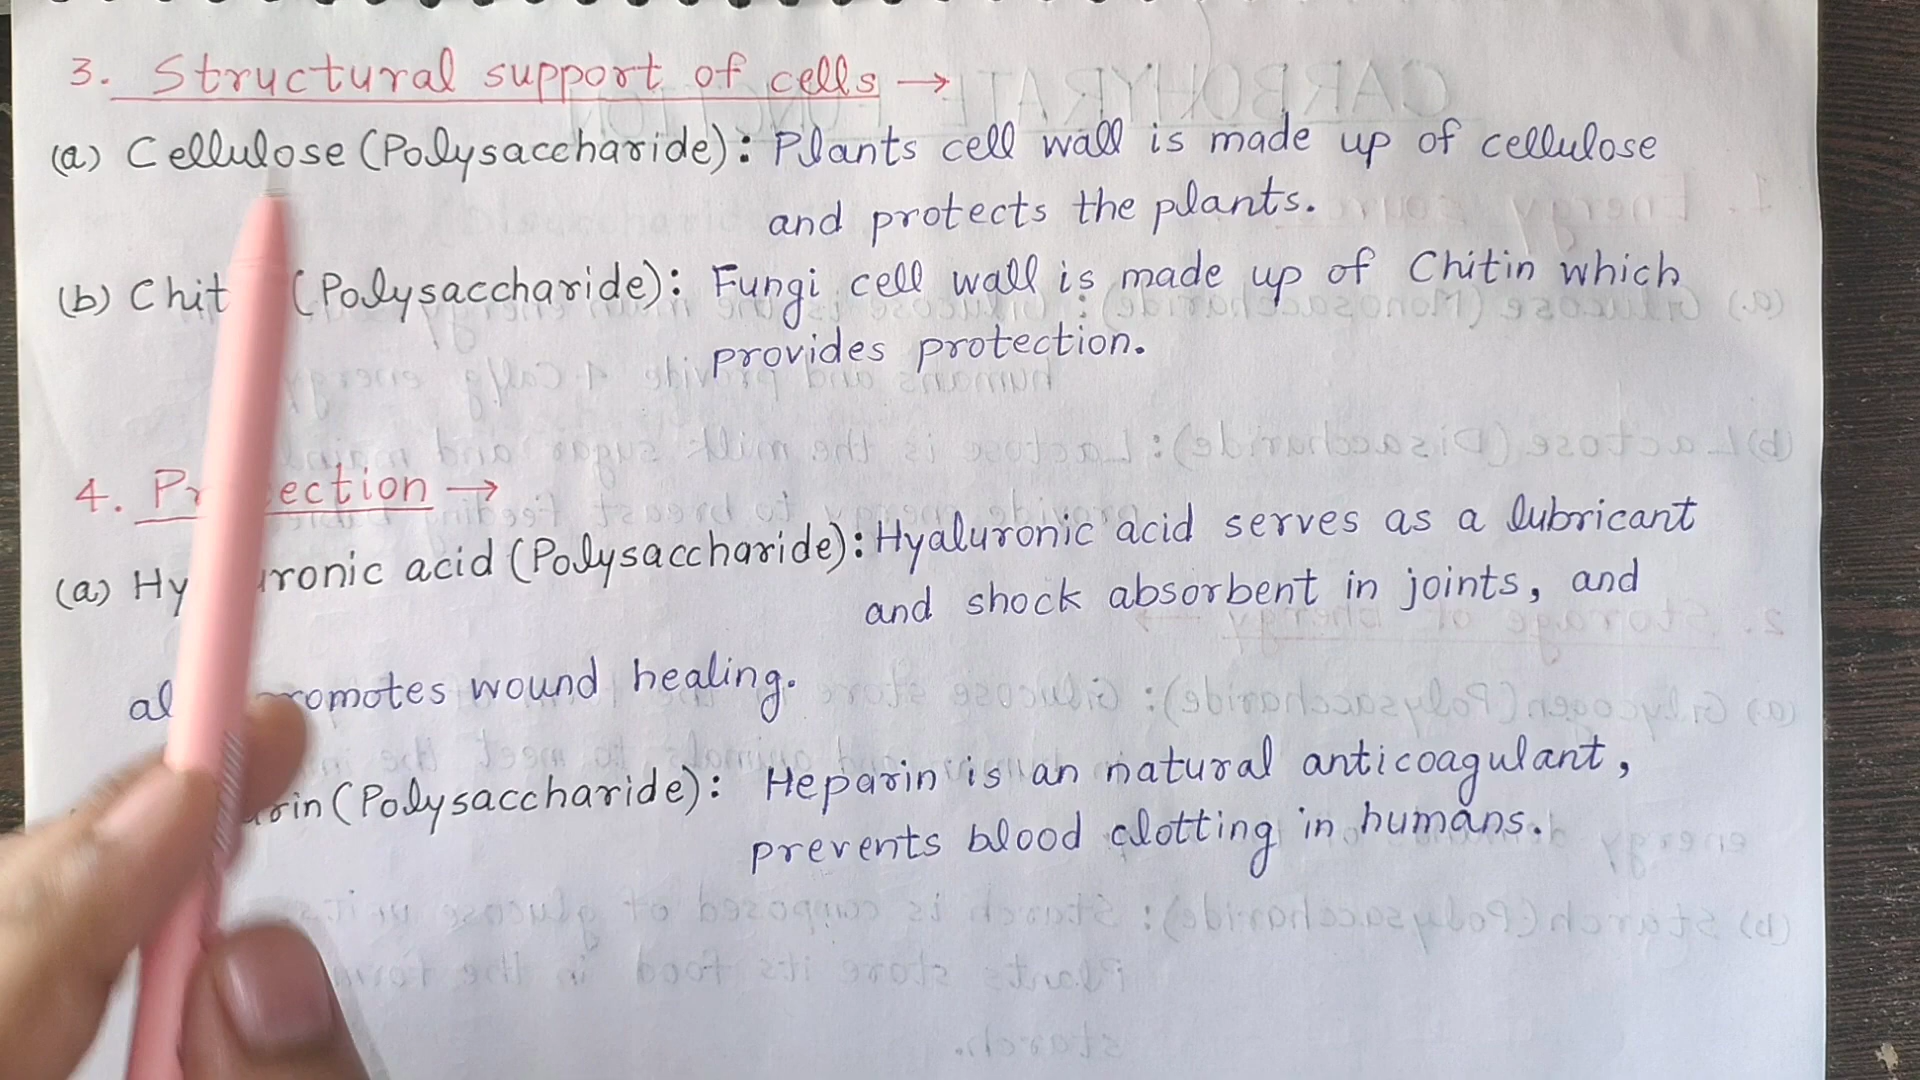 3. Structural support of cells →
(a) Cellulose (Polysaccharide): Plants cell wall is made up of cellulose
and protects the plants.
(b) Chit (Polysaccharide): Fungi cell wall is made up of Chitin which
provides protection.
4. Pr ection →
(a) Hy uronic acid (Polysaccharide): Hyaluronic acid serves as a lubricant
and shock absorbent in joints, and
al romotes wound healing.
rin (Polysaccharide): Heparin is an natural anticoagulant,
prevents blood clotting in humans.